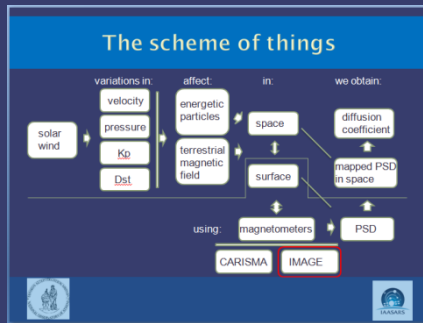 The scheme of things
variations in: affect: in: we obtain:
velocity
pressure
Kp
Dst
solar
wind
energetic
particles
terrestrial
magnetic
field
space
surface
diffusion
coefficient
mapped PSD
in space
using: magnetometers PSD
CARISMA IMAGE
IAASARS